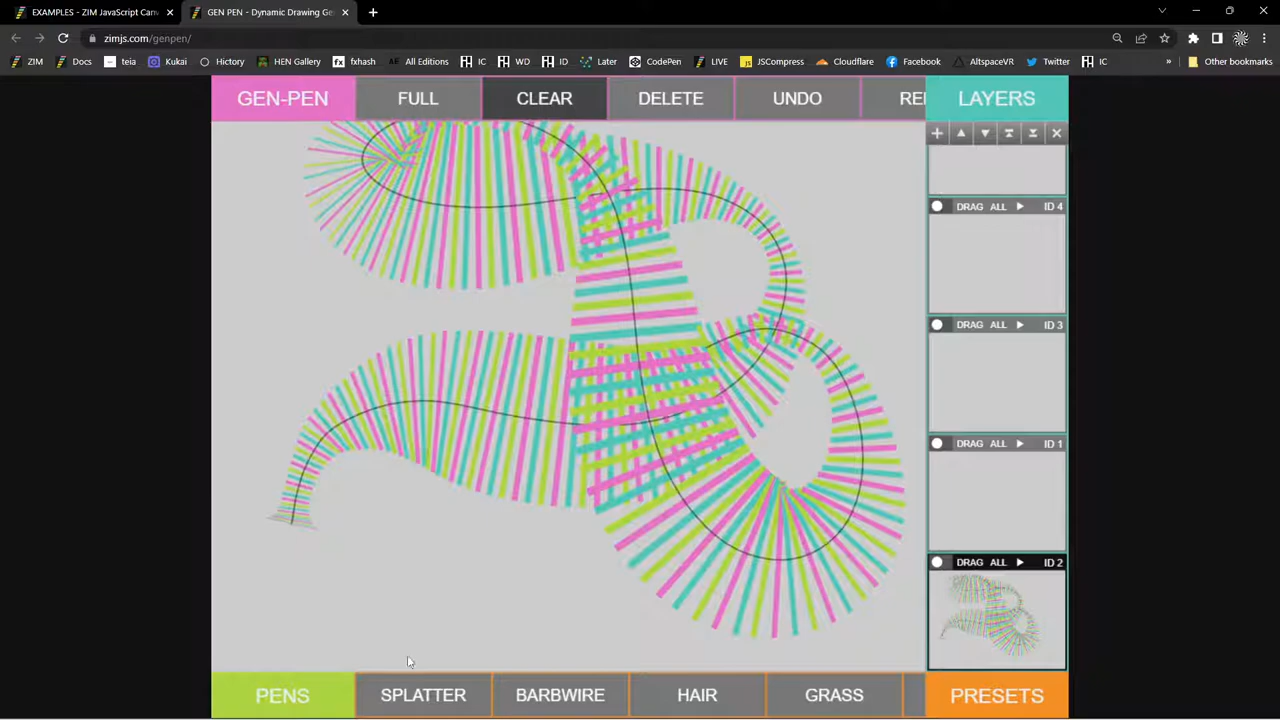 EXAMPLES - ZIM JavaScript Canv
GEN PEN - Dynamic Drawing Ge
zimjs.com/genpen/
ZIM
Docs
teia
Kukai
Hictory
HEN Gallery
fxhash
All Editions
IC
WD
ID
Later
CodePen
LIVE
JSCompress
Cloudflare
Facebook
AltspaceVR
Twitter
IC
»
Other bookmarks
GEN-PEN
FULL
CLEAR
DELETE
UNDO
RE
LAYERS
DRAG ALL ID 4
DRAG ALL ID 3
DRAG ALL ID 1
DRAG ALL ID 2
PENS
SPLATTER
BARBWIRE
HAIR
GRASS
PRESETS